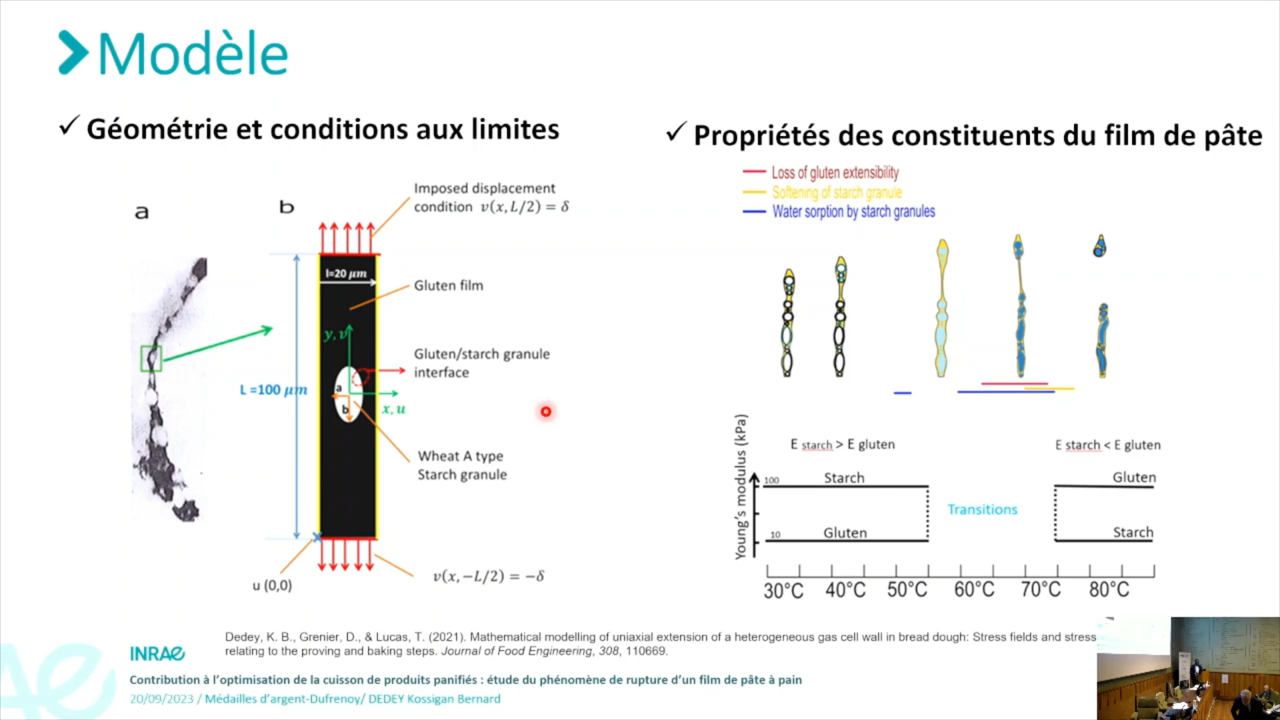 Modèle
✓ Géométrie et conditions aux limites
a
b
Imposed displacement
condition v(x, L/2) = δ
l=20 μm
Gluten film
y, v
Gluten/starch granule
interface
L =100 μm
a
b
x, u
Wheat A type
Starch granule
u (0,0)
v(x, −L/2) = −δ
✓ Propriétés des constituents du film de pâte
Loss of gluten extensibility
Softening of starch granule
Water sorption by starch granules
Young's modulus (kPa)
E starch > E gluten
E starch < E gluten
100
Starch
Gluten
Transitions
10
Gluten
Starch
30°C 40°C 50°C 60°C 70°C 80°C
Dedey, K. B., Grenier, D., & Lucas, T. (2021). Mathematical modelling of uniaxial extension of a heterogeneous gas cell wall in bread dough: Stress fields and stress
relating to the proving and baking steps. Journal of Food Engineering, 308, 110669.
INRAE
Contribution à l'optimisation de la cuisson de produits panifiés : étude du phénomène de rupture d'un film de pâte à pain
20/09/2023 / Médailles d'argent-Dufrenoy/ DEDEY Kossigan Bernard